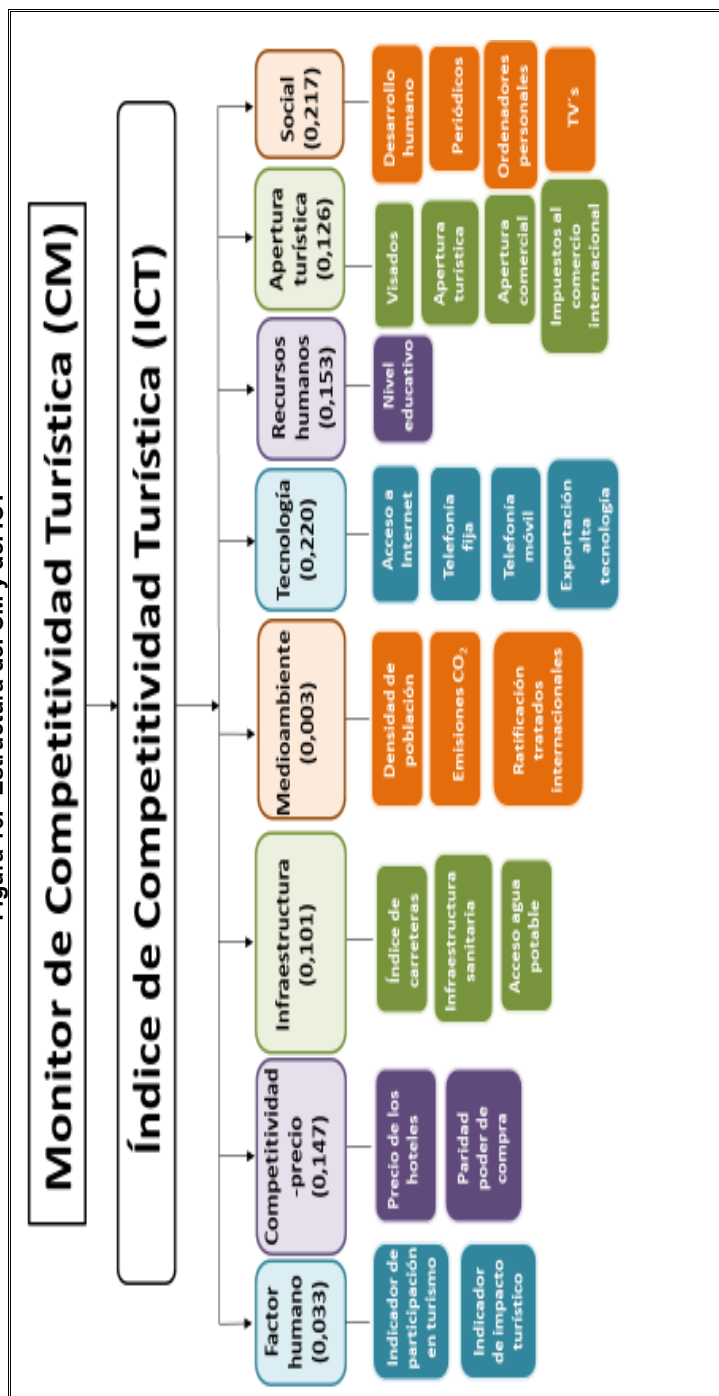 Monitor de Competitividad Turística (CM)
Índice de Competitividad Turística (ICT)
Factor
humano
(0,033)
Indicador de
participación
en turismo
Indicador
de impacto
turístico
Competitividad
-precio
(0,147)
Precio de los
hoteles
Paridad
poder de
compra
Infraestructura
(0,101)
Índice de
carreteras
Infraestructura
sanitaria
Acceso agua
potable
Medioambiente
(0,003)
Densidad de
población
Emisiones CO₂
Ratificación
tratados
internacionales
Tecnología
(0,220)
Acceso a
Internet
Telefonía
fija
Telefonía
móvil
Exportación
alta
tecnología
Recursos
humanos
(0,153)
Nivel
educativo
Apertura
turística
(0,126)
Visados
Apertura
turística
Apertura
comercial
Impuestos al
comercio
internacional
Social
(0,217)
Desarrollo
humano
Periódicos
Ordenadores
personales
TV´s